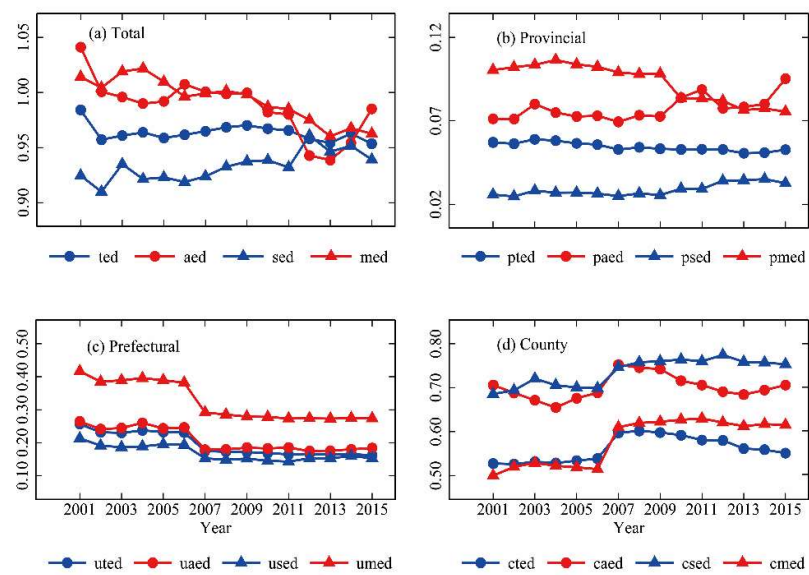 (a) Total
1.05
1.00
0.95
0.90
ted aed sed med
(b) Provincial
0.12
0.07
0.02
pted paed psed pmed
(c) Prefectural
0.50
0.40
0.30
0.20
0.10
2001 2003 2005 2007 2009 2011 2013 2015
Year
uted uaed used umed
(d) County
0.80
0.70
0.60
0.50
2001 2003 2005 2007 2009 2011 2013 2015
Year
cted caed csed cmed